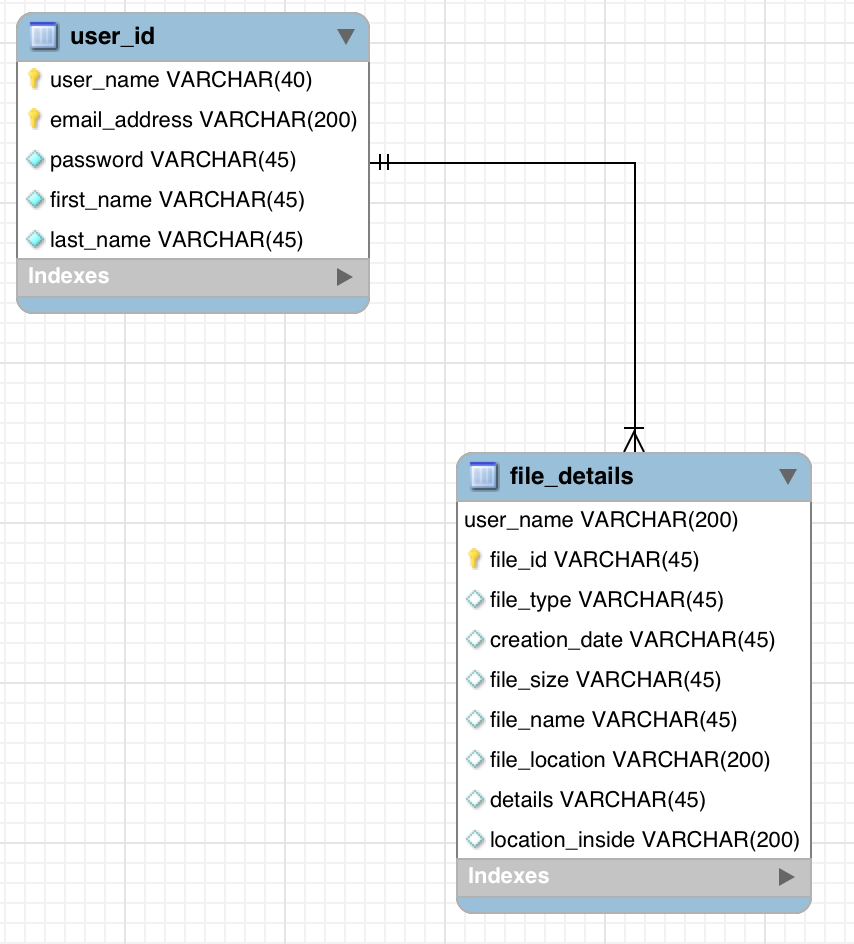 user_id
user_name VARCHAR(40)
email_address VARCHAR(200)
password VARCHAR(45)
first_name VARCHAR(45)
last_name VARCHAR(45)
Indexes
file_details
user_name VARCHAR(200)
file_id VARCHAR(45)
file_type VARCHAR(45)
creation_date VARCHAR(45)
file_size VARCHAR(45)
file_name VARCHAR(45)
file_location VARCHAR(200)
details VARCHAR(45)
location_inside VARCHAR(200)
Indexes